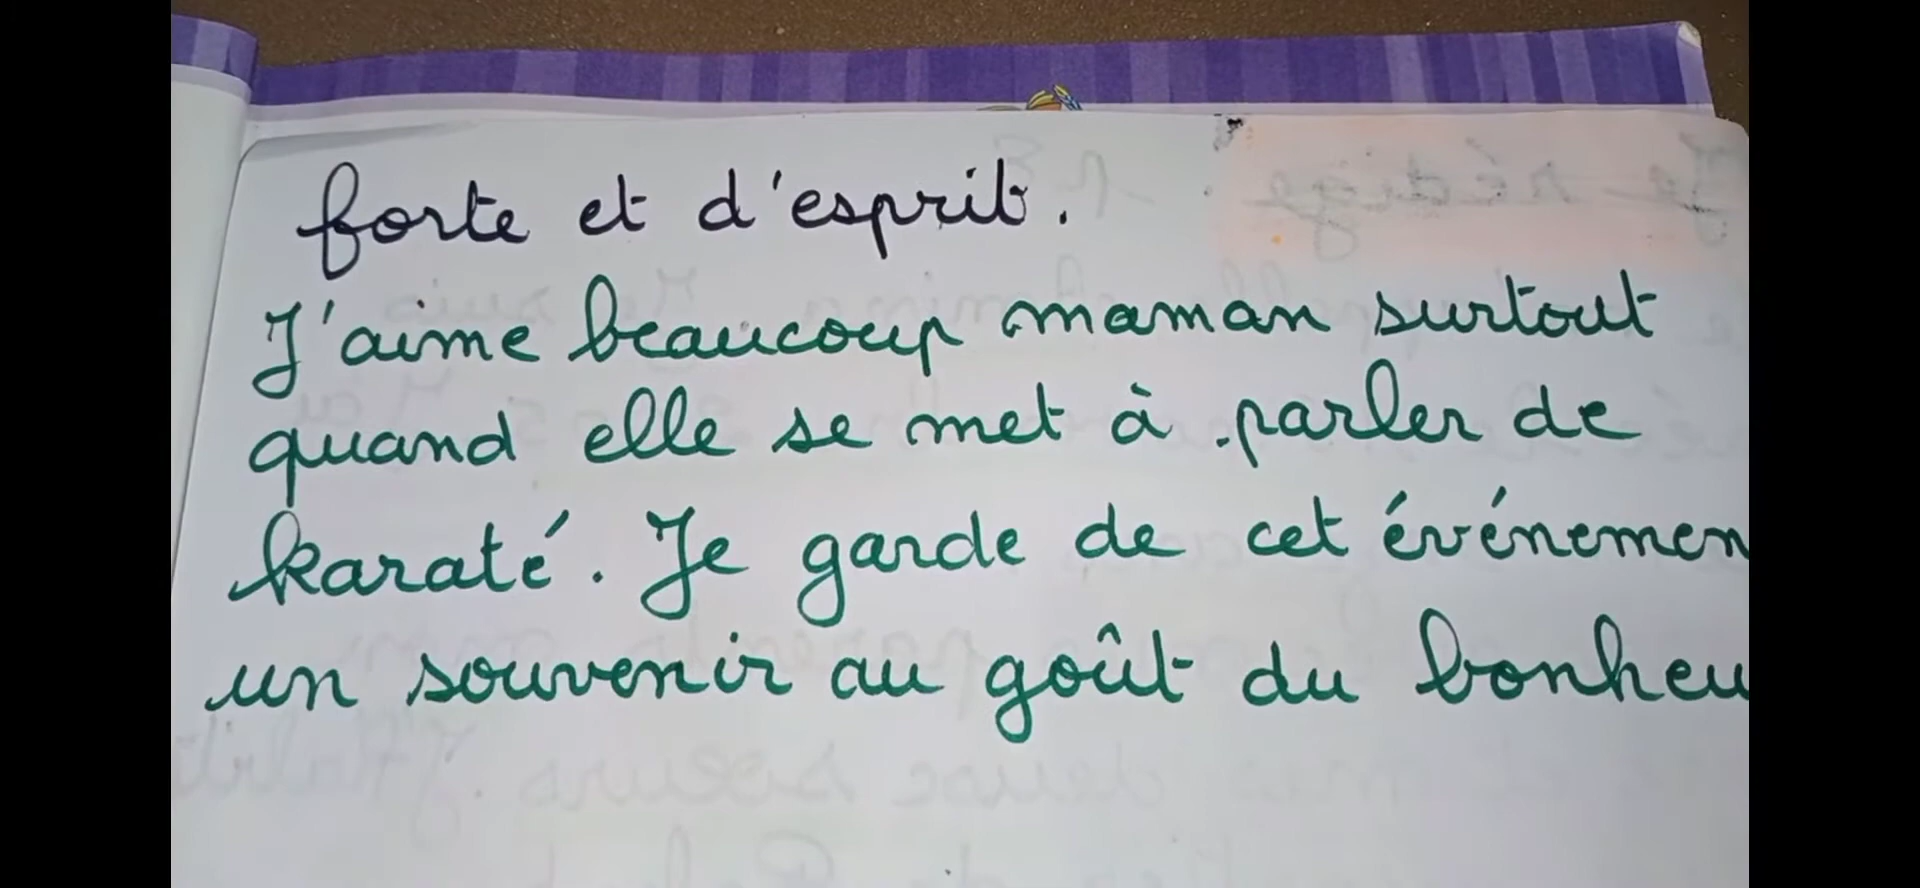 forte et d'esprit.
J'aime beaucoup maman surtout
quand elle se met à parler de
karaté. Je garde de cet événemen
un souvenir au goût du bonheu